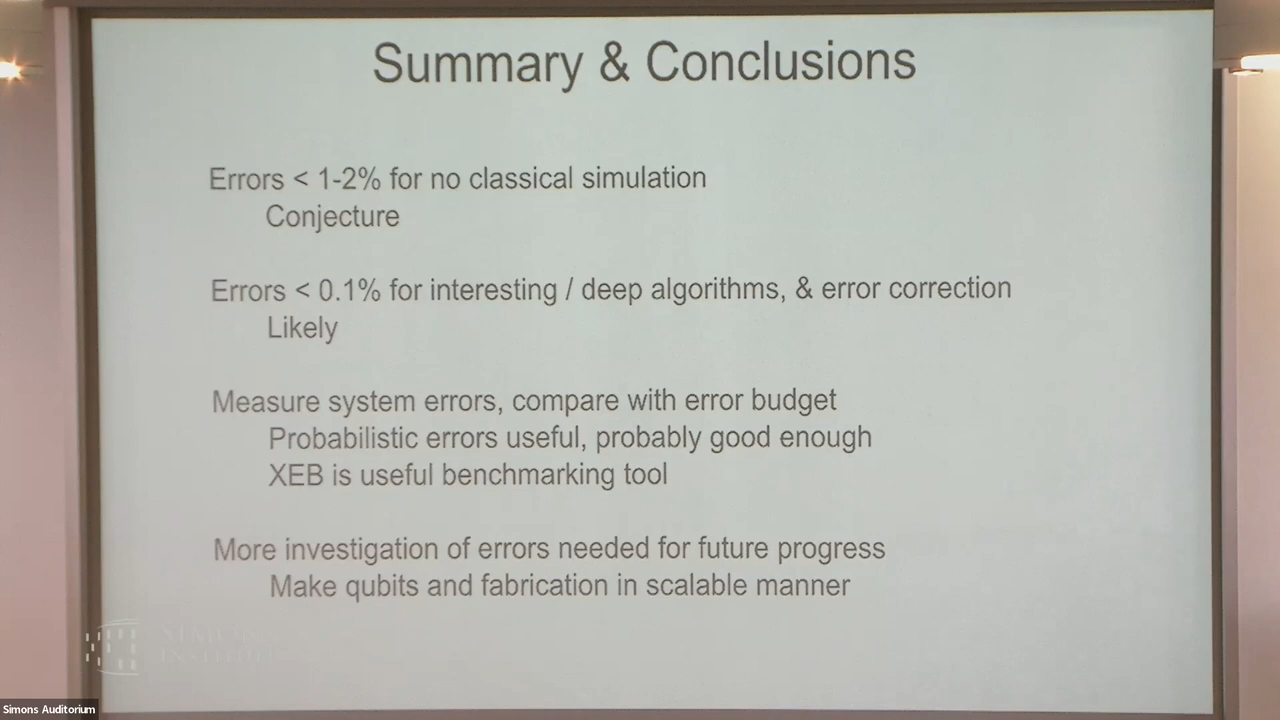 Summary & Conclusions
Errors < 1-2% for no classical simulation
Conjecture
Errors < 0.1% for interesting / deep algorithms, & error correction
Likely
Measure system errors, compare with error budget
Probabilistic errors useful, probably good enough
XEB is useful benchmarking tool
More investigation of errors needed for future progress
Make qubits and fabrication in scalable manner
SIMONS
INSTITUTE
Simons Auditorium